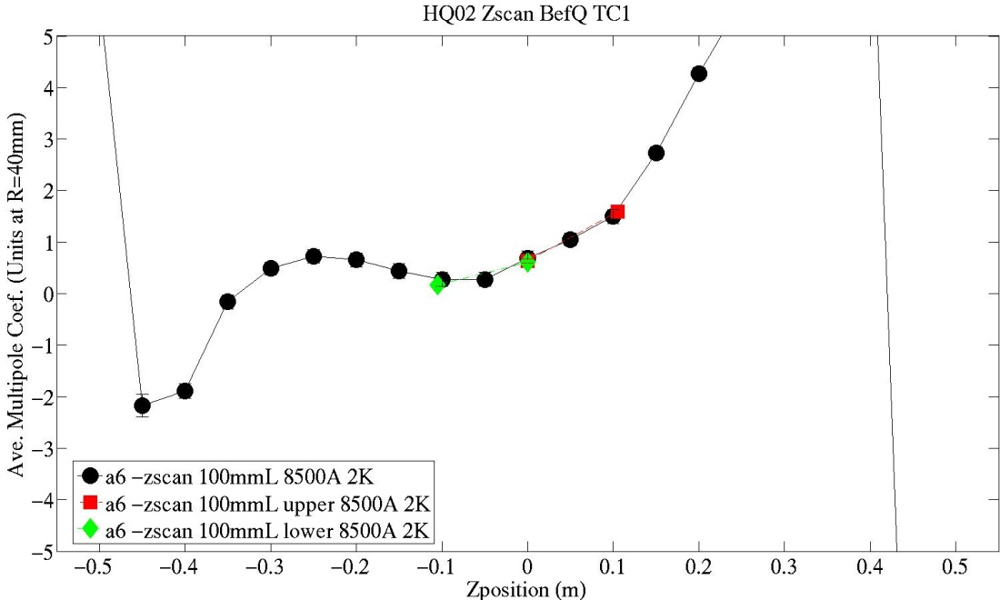 HQ02 Zscan BefQ TC1
Ave. Multipole Coef. (Units at R=40mm)
5
4
3
2
1
0
−1
−2
−3
−4
−5
a6 −zscan 100mmL 8500A 2K
a6 −zscan 100mmL upper 8500A 2K
a6 −zscan 100mmL lower 8500A 2K
−0.5 −0.4 −0.3 −0.2 −0.1 0 0.1 0.2 0.3 0.4 0.5
Zposition (m)